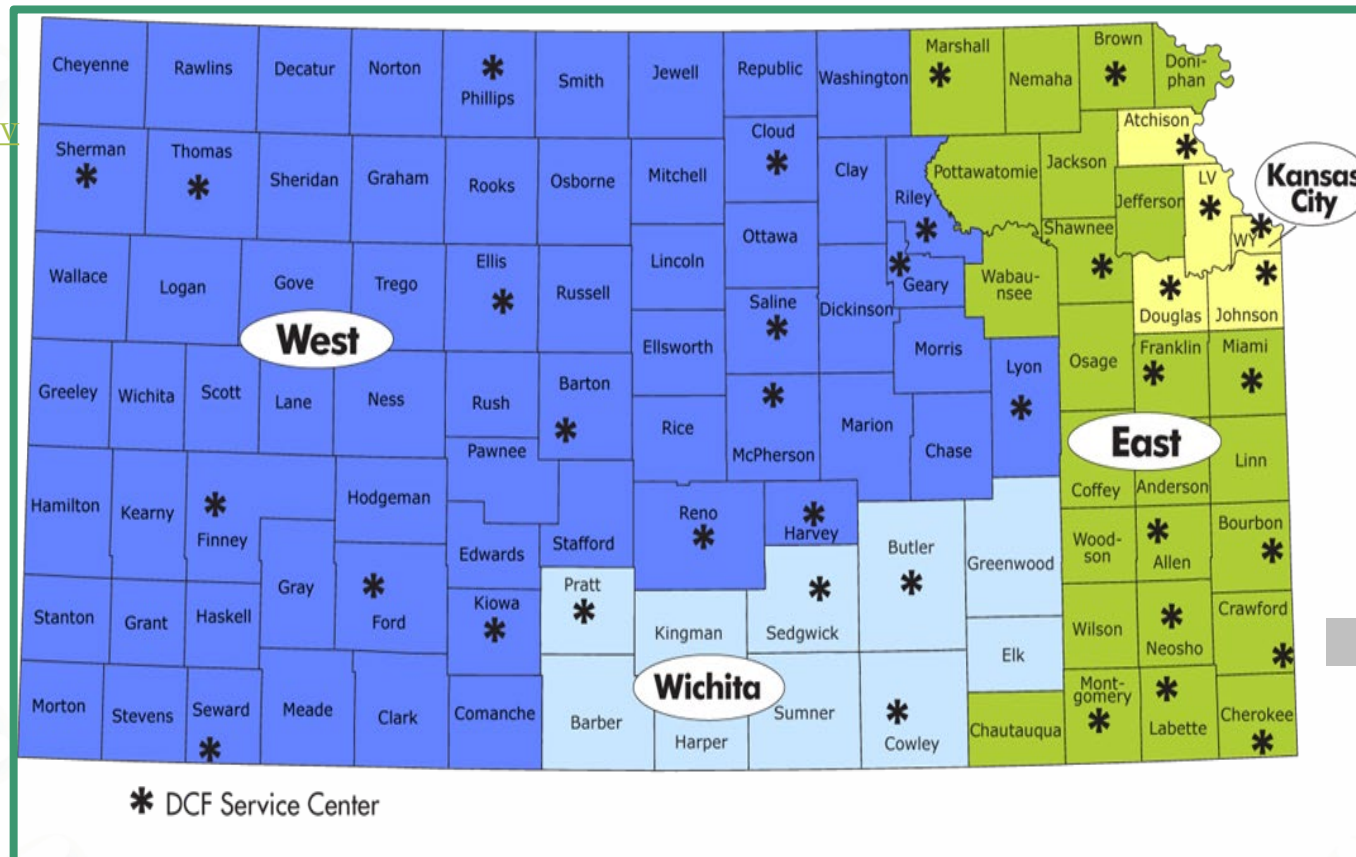 Cheyenne
Rawlins
Decatur
Norton
Phillips
Smith
Jewell
Republic
Washington
Marshall
Nemaha
Brown
Doni-
phan
Atchison
Sherman
Thomas
Sheridan
Graham
Rooks
Osborne
Mitchell
Cloud
Clay
Riley
Pottawatomie
Jackson
Jefferson
LV
Kansas
City
WY
Shawnee
Ottawa
Lincoln
Wallace
Logan
Gove
Trego
Ellis
Russell
Saline
Dickinson
Geary
Wabau-
nsee
Douglas
Johnson
West
Ellsworth
Morris
Lyon
Osage
Franklin
Miami
Greeley
Wichita
Scott
Lane
Ness
Rush
Barton
Rice
McPherson
Marion
Chase
East
Coffey
Anderson
Linn
Pawnee
Hamilton
Kearny
Finney
Hodgeman
Edwards
Stafford
Reno
Harvey
Butler
Greenwood
Wood-
son
Allen
Bourbon
Gray
Ford
Kiowa
Pratt
Kingman
Sedgwick
Elk
Wilson
Neosho
Crawford
Stanton
Grant
Haskell
Wichita
Morton
Stevens
Seward
Meade
Clark
Comanche
Barber
Harper
Sumner
Cowley
Chautauqua
Mont-
gomery
Labette
Cherokee
DCF Service Center
v